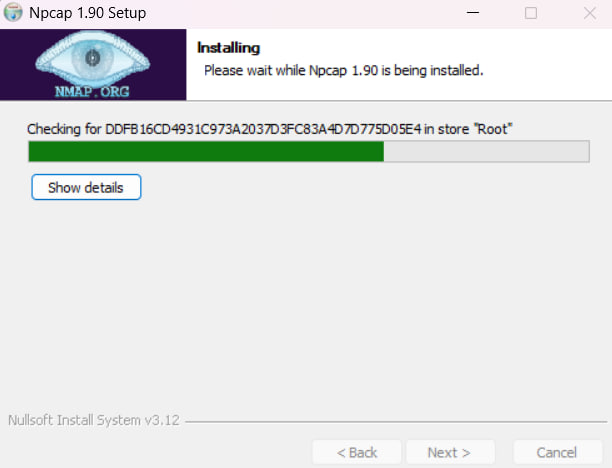 Npcap 1.90 Setup
NMAP.ORG
Installing
Please wait while Npcap 1.90 is being installed.
Checking for DDFB16CD4931C973A2037D3FC83A4D7D775D05E4 in store "Root"
Show details
Nullsoft Install System v3.12
< Back
Next >
Cancel